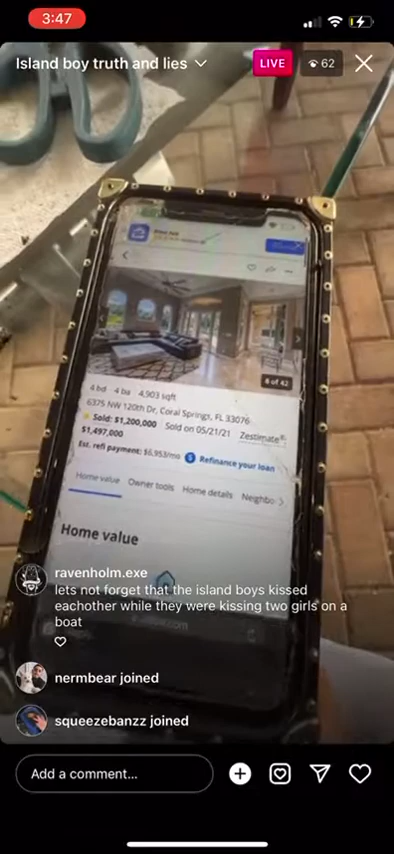 3:47
Island boy truth and lies
LIVE
62
6 of 42
4 bd 4 ba 4,903 sqft
6375 NW 120th Dr, Coral Springs, FL 33076
Sold: $1,200,000 Sold on 05/21/21 Zestimate®:
$1,497,000
Est. refi payment: $6,953/mo $ Refinance your loan
Home value Owner tools Home details Neighbo
Home value
ravenholm.exe
lets not forget that the island boys kissed
eachother while they were kissing two girls on a
boat
nermbear joined
squeezebanzz joined
Add a comment...